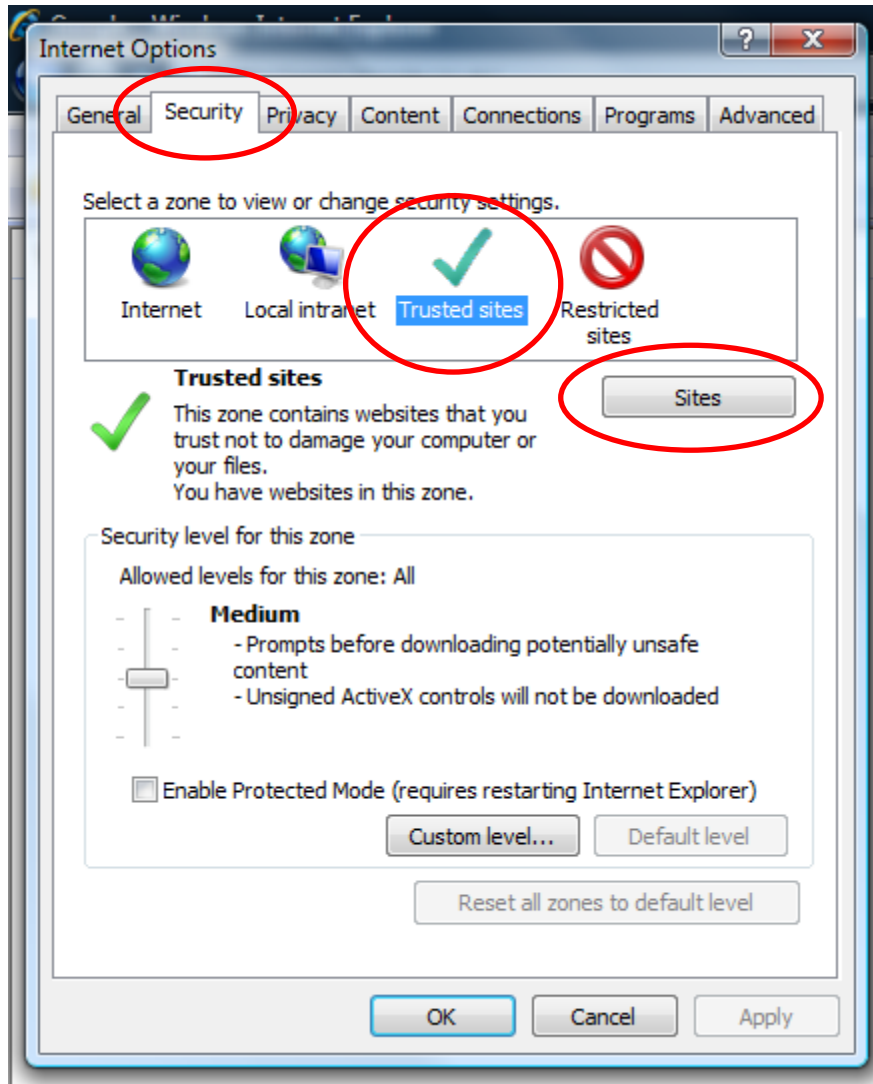 Internet Options
?
X
General Security Privacy Content Connections Programs Advanced
Select a zone to view or change security settings.
Internet Local intranet Trusted sites Restricted
sites
Trusted sites
Sites
This zone contains websites that you
trust not to damage your computer or
your files.
You have websites in this zone.
Security level for this zone
Allowed levels for this zone: All
Medium
- Prompts before downloading potentially unsafe
content
- Unsigned ActiveX controls will not be downloaded
Enable Protected Mode (requires restarting Internet Explorer)
Custom level... Default level
Reset all zones to default level
OK Cancel Apply